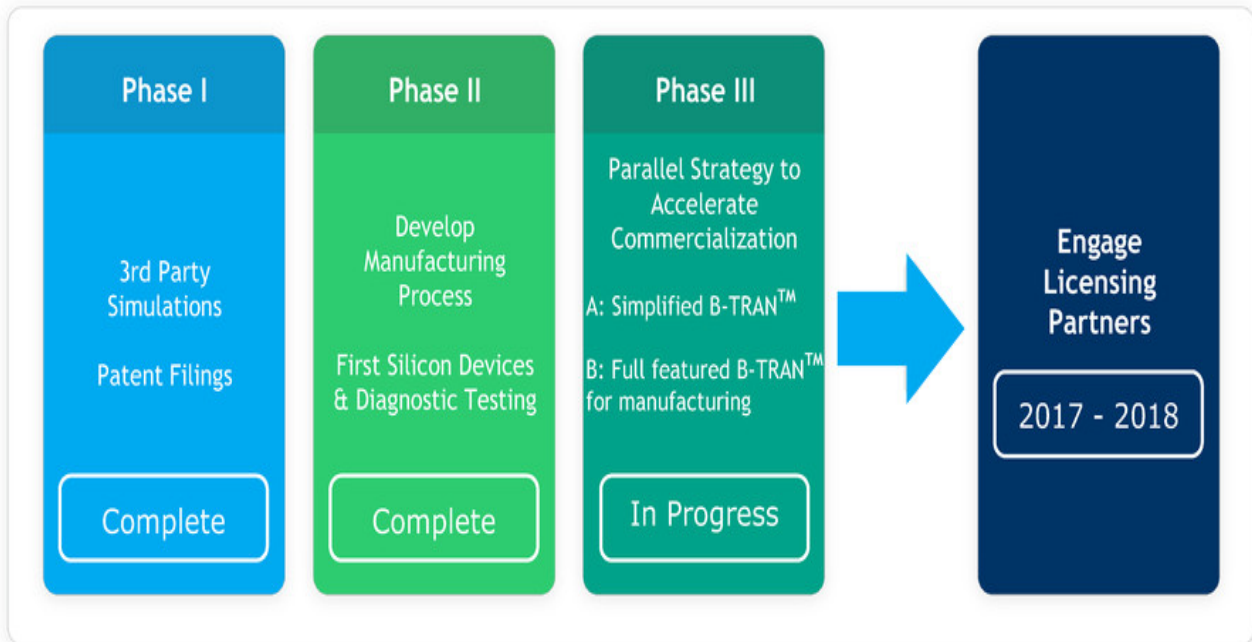 Phase I
3rd Party
Simulations
Patent Filings
Complete
Phase II
Develop
Manufacturing
Process
First Silicon Devices
& Diagnostic Testing
Complete
Phase III
Parallel Strategy to
Accelerate
Commercialization
A: Simplified B-TRAN™
B: Full featured B-TRAN™
for manufacturing
In Progress
Engage
Licensing
Partners
2017 - 2018